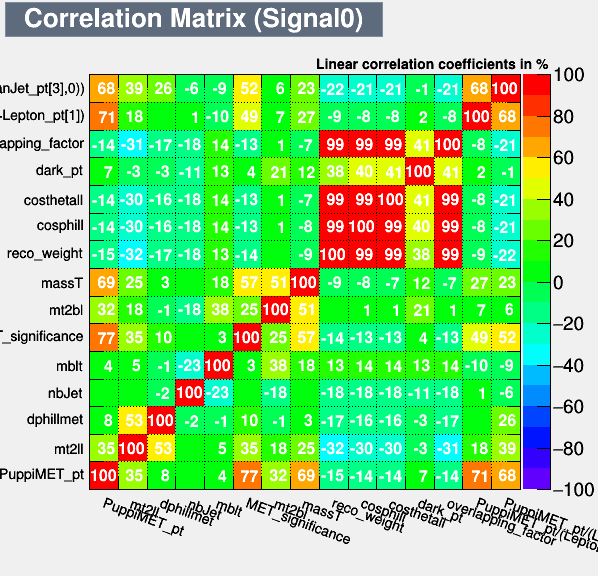 Correlation Matrix (Signal0)
Linear correlation coefficients in %
anJet_pt[3],0)) 68 39 26 -6 -9 52 6 23 -22 -21 -21 -1 -21 68 100
-Lepton_pt[1]) 71 18 1 -10 49 7 27 -9 -8 -8 2 -8 100 68
apping_factor -14 -31 -17 -18 14 -13 1 -7 99 99 99 41 100 -8 -21
dark_pt 7 -3 -3 -11 13 4 21 12 38 40 41 100 41 2 -1
costhetall -14 -30 -16 -18 14 -13 1 -7 99 99 100 41 99 -8 -21
cosphill -14 -30 -16 -18 14 -13 1 -8 99 100 99 40 99 -8 -21
reco_weight -15 -32 -17 -18 13 -14 -9 100 99 99 38 99 -9 -22
massT 69 25 3 18 57 51 100 -9 -8 -7 12 -7 27 23
mt2bl 32 18 -1 -18 38 25 100 51 1 1 21 1 7 6
T_significance 77 35 10 3 100 25 57 -14 -13 -13 4 -13 49 52
mblt 4 5 -1 -23 100 3 38 18 13 14 14 13 14 -10 -9
nbJet -2 100 -23 -18 -18 -18 -18 -11 -18 1 -6
dphillmet 8 53 100 -2 -1 10 -1 3 -17 -16 -16 -3 -17 26
mt2ll 35 100 53 5 35 18 25 -32 -30 -30 -3 -31 18 39
PuppiMET_pt 100 35 8 4 77 32 69 -15 -14 -14 7 -14 71 68
PuppiMET_pt
mt2ll
dphillmet
nbJet
mblt
MET_significance
mt2bl
massT
reco_weight
cosphill
costhetall
dark_pt
overlapping_factor
PuppiMET_pt/(Lepto
PuppiMET_pt/(L
100
80
60
40
20
0
−20
−40
−60
−80
−100